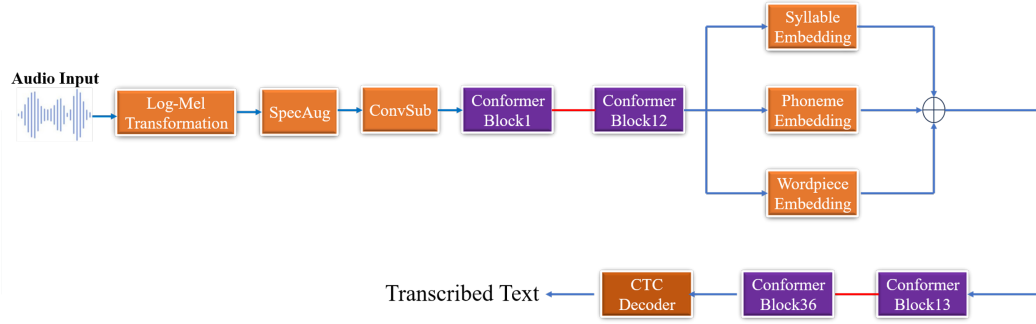 Audio Input
Log-Mel
Transformation
SpecAug
ConvSub
Conformer
Block1
Conformer
Block12
Syllable
Embedding
Phoneme
Embedding
Wordpiece
Embedding
Conformer
Block13
Conformer
Block36
CTC
Decoder
Transcribed Text